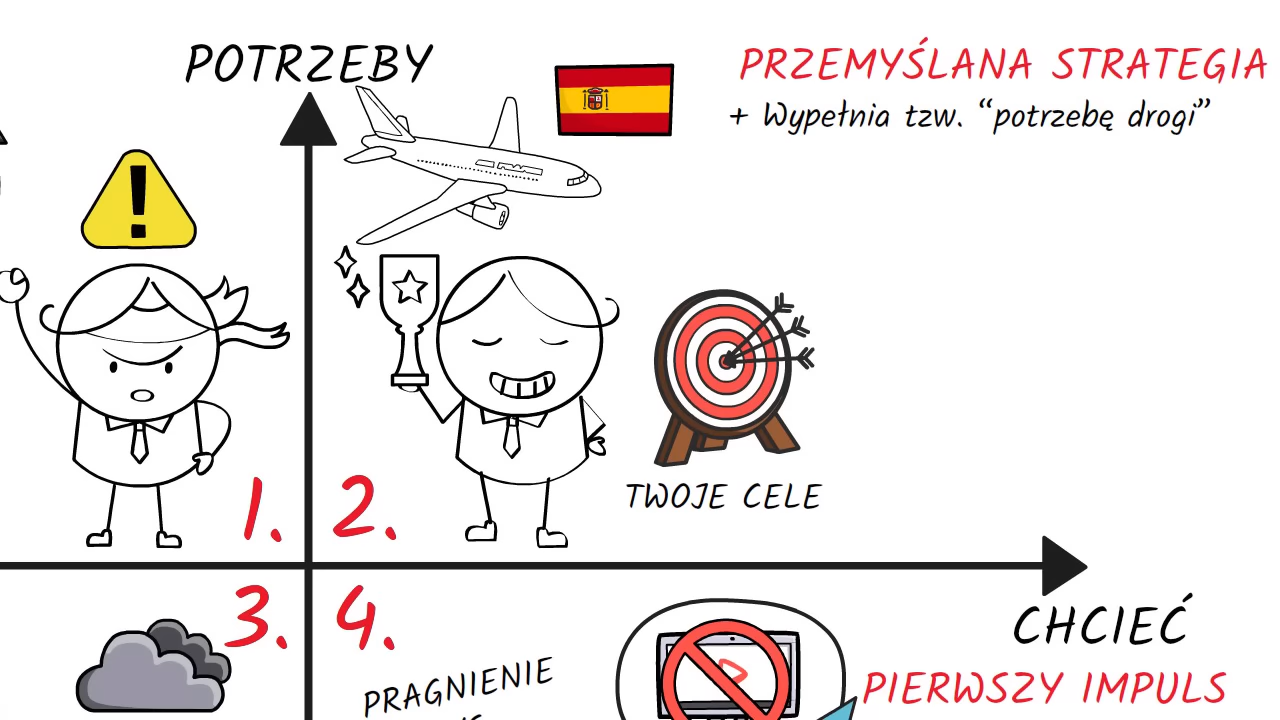 POTRZEBY
PRZEMYŚLANA STRATEGIA
+ Wypełnia tzw. “potrzebę drogi”
!
TWOJE CELE
1.
2.
3.
4.
CHCIEĆ
PIERWSZY IMPULS
PRAGNIENIE